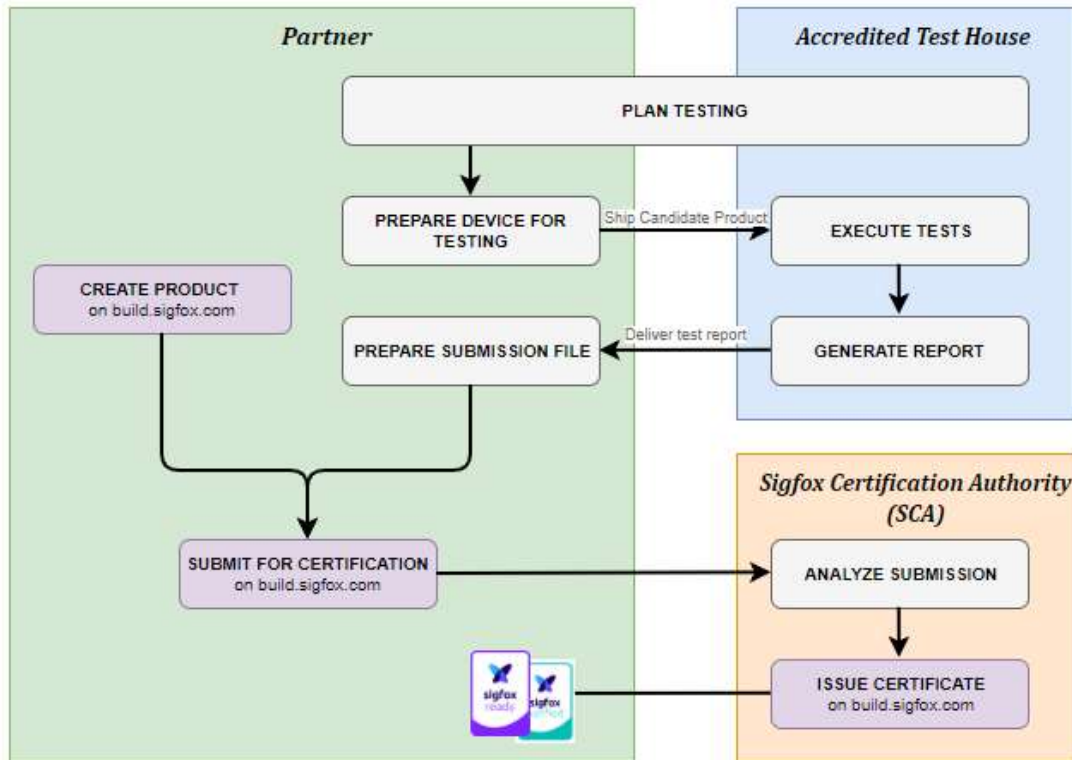 Partner
Accredited Test House
PLAN TESTING
PREPARE DEVICE FOR
TESTING
Ship Candidate Product
EXECUTE TESTS
CREATE PRODUCT
on build.sigfox.com
PREPARE SUBMISSION FILE
Deliver test report
GENERATE REPORT
Sigfox Certification Authority
(SCA)
SUBMIT FOR CERTIFICATION
on build.sigfox.com
ANALYZE SUBMISSION
sigfox
ready
sigfox
ISSUE CERTIFICATE
on build.sigfox.com